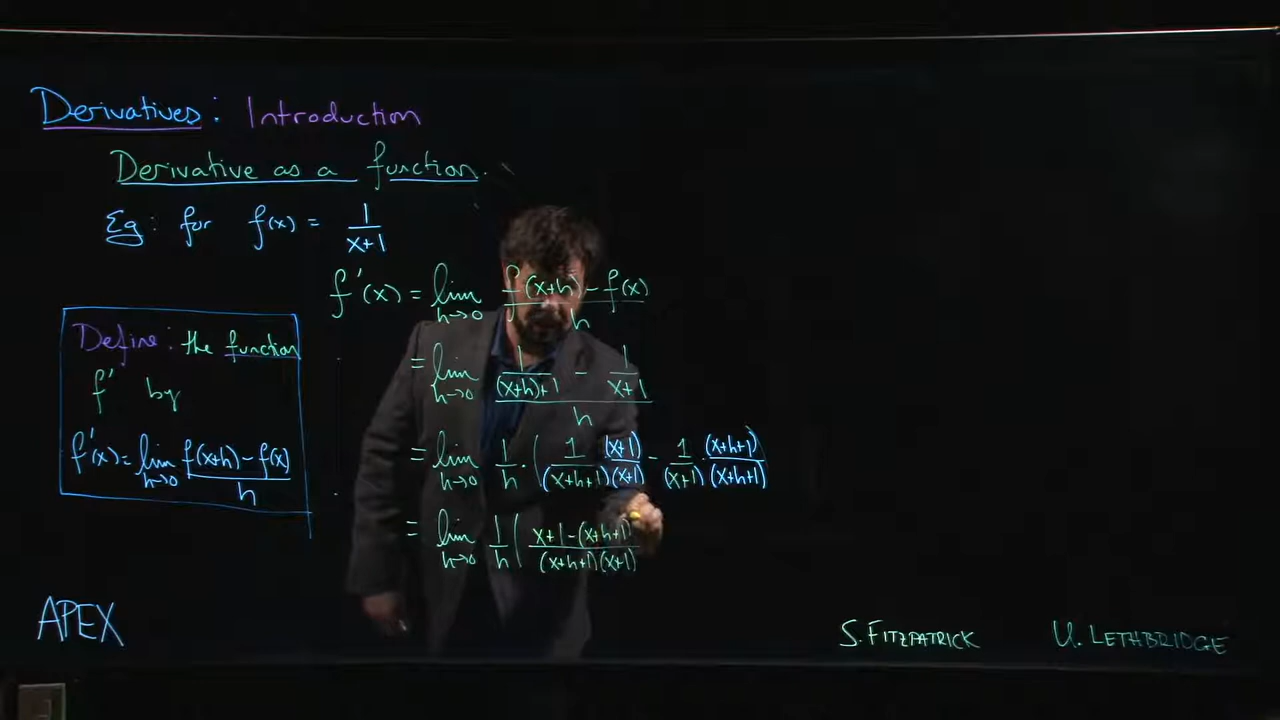 Derivatives: Introduction
Derivative as a function.
Eg: for f(x) = 1/(x+1)
f'(x) = lim h→0 (f(x+h) - f(x))/h
= lim h→0 (1/((x+h)+1) - 1/(x+1))/h
= lim h→0 1/h · ( 1/(x+h+1) (x+1)/(x+1) - 1/(x+1) · (x+h+1)/(x+h+1)
= lim h→0 1/h ( (x+1-(x+h+1))/((x+h+1)(x+1))
Define: the function
f' by
f'(x) = lim h→0 (f(x+h) - f(x))/h
APEX
S. FITZPATRICK
U. LETHBRIDGE